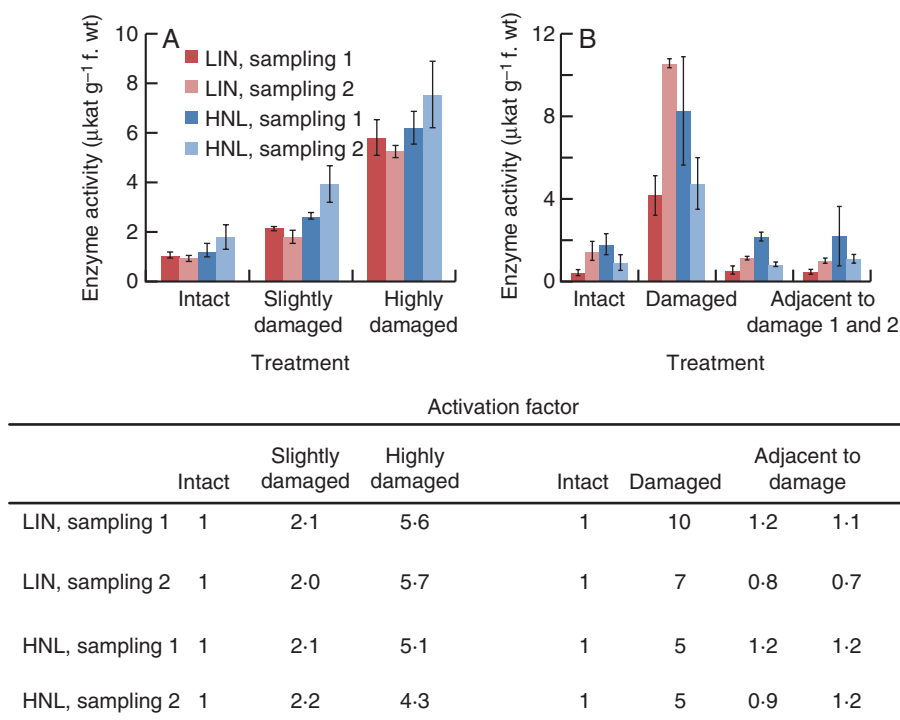 A
Enzyme activity (μkat g–1 f. wt)
10
8
6
4
2
0
LIN, sampling 1
LIN, sampling 2
HNL, sampling 1
HNL, sampling 2
Intact
Slightly
damaged
Highly
damaged
Treatment
B
Enzyme activity (μkat g–1 f. wt)
12
8
4
0
Intact
Damaged
Adjacent to
damage 1 and 2
Treatment
Activation factor
Intact Slightly damaged Highly damaged Intact Damaged Adjacent to damage
LIN, sampling 1 1 2·1 5·6 1 10 1·2 1·1
LIN, sampling 2 1 2·0 5·7 1 7 0·8 0·7
HNL, sampling 1 1 2·1 5·1 1 5 1·2 1·2
HNL, sampling 2 1 2·2 4·3 1 5 0·9 1·2